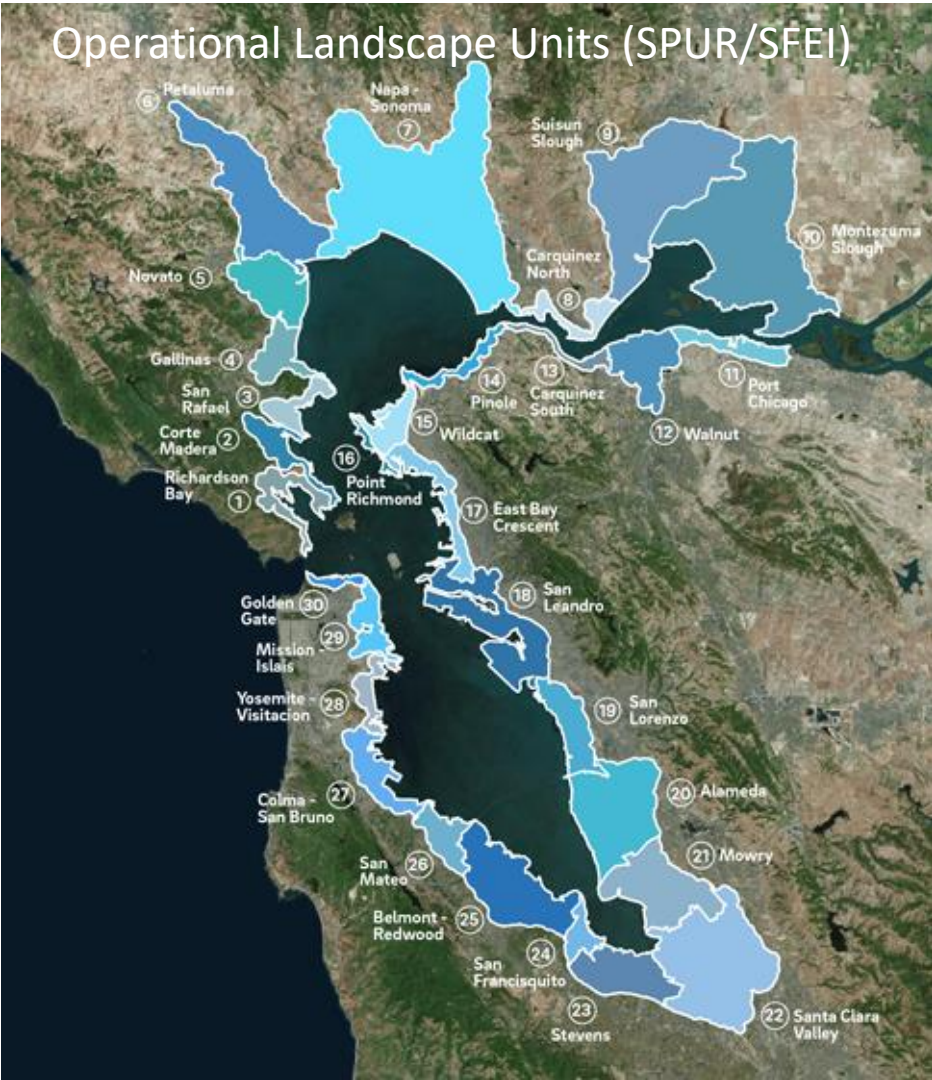 Operational Landscape Units (SPUR/SFEI)
6 Petaluma
Napa -
Sonoma
7
Suisun
Slough
9
10 Montezuma
Slough
Novato 5
Carquinez
North
8
Gallinas 4
San
Rafael
3
Corte
Madera
2
Richardson
Bay
1
11 Port
Chicago
13
Carquinez
South
14
Pinole
15 Wildcat
12 Walnut
16
Point
Richmond
17 East Bay
Crescent
18 San
Leandro
Golden
Gate
30
29
Mission -
Islais
Yosemite -
Visitacion
28
19 San
Lorenzo
27
Colma -
San Bruno
20 Alameda
21 Mowry
San
Mateo
26
Belmont -
Redwood
25
24
San
Francisquito
23
Stevens
22 Santa Clara
Valley